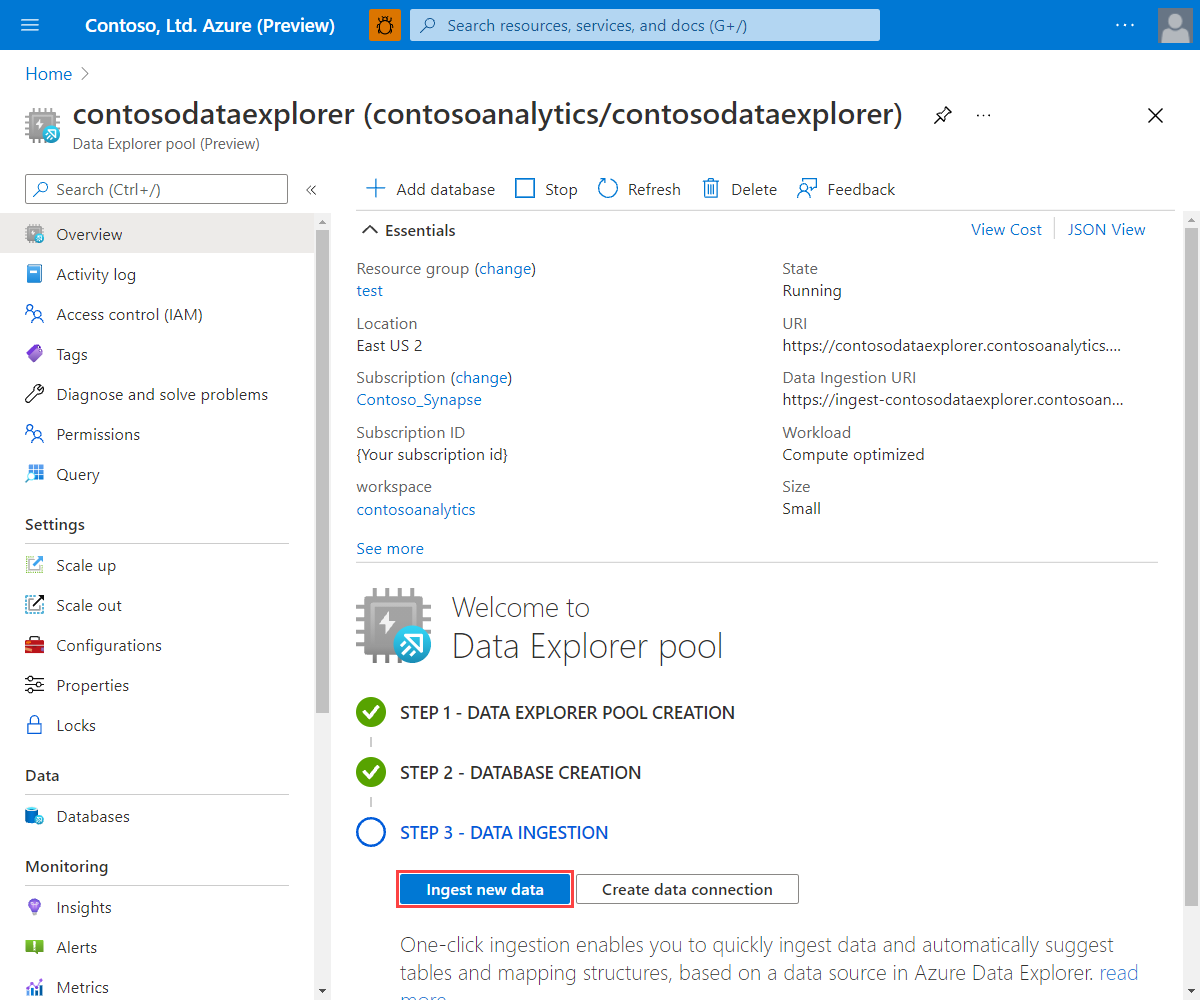 Contoso, Ltd. Azure (Preview)
Search resources, services, and docs (G+/)
Home
contosodataexplorer (contosoanalytics/contosodataexplorer)
Data Explorer pool (Preview)
Search (Ctrl+/)
Overview
Activity log
Access control (IAM)
Tags
Diagnose and solve problems
Permissions
Query
Settings
Scale up
Scale out
Configurations
Properties
Locks
Data
Databases
Monitoring
Insights
Alerts
Metrics
Add database Stop Refresh Delete Feedback
Essentials
View Cost JSON View
Resource group (change)
test
Location
East US 2
Subscription (change)
Contoso_Synapse
Subscription ID
{Your subscription id}
workspace
contosoanalytics
See more
State
Running
URI
https://contosodataexplorer.contosoanalytics....
Data Ingestion URI
https://ingest-contosodataexplorer.contosoan...
Workload
Compute optimized
Size
Small
Welcome to
Data Explorer pool
STEP 1 - DATA EXPLORER POOL CREATION
STEP 2 - DATABASE CREATION
STEP 3 - DATA INGESTION
Ingest new data Create data connection
One-click ingestion enables you to quickly ingest data and automatically suggest
tables and mapping structures, based on a data source in Azure Data Explorer. read
more